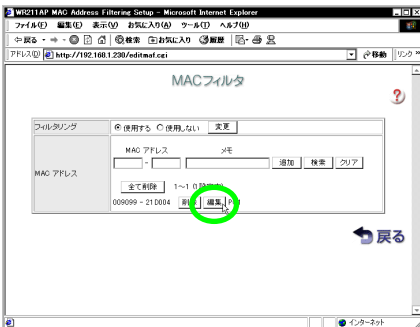 WR211AP MAC Address Filtering Setup - Microsoft Internet Explorer
ファイル(F) 編集(E) 表示(V) お気に入り(A) ツール(T) ヘルプ(H)
戻る 検索 お気に入り 履歴
アドレス(D) http://192.168.1.230/editmaf.cgi 移動 リンク »
MACフィルタ
?
フィルタリング 使用する 使用しない 変更
MAC アドレス メモ
- 追加 検索 クリア
MAC アドレス
全て削除 1～1
009099 - 21D004 削除 編集
戻る
インターネット